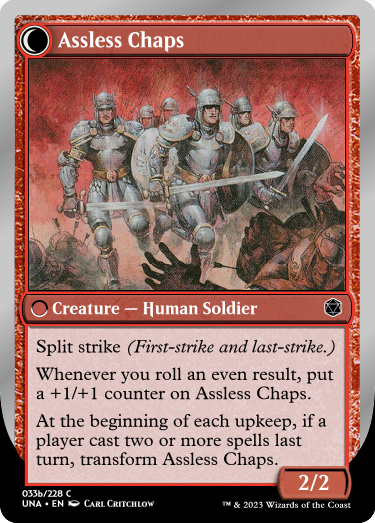 Assless Chaps
Creature — Human Soldier
Split strike (First-strike and last-strike.)
Whenever you roll an even result, put
a +1/+1 counter on Assless Chaps.
At the beginning of each upkeep, if a
player cast two or more spells last
turn, transform Assless Chaps.
2/2
033b/228 C
UNA • EN Carl Critchlow
™ & 2023 Wizards of the Coast